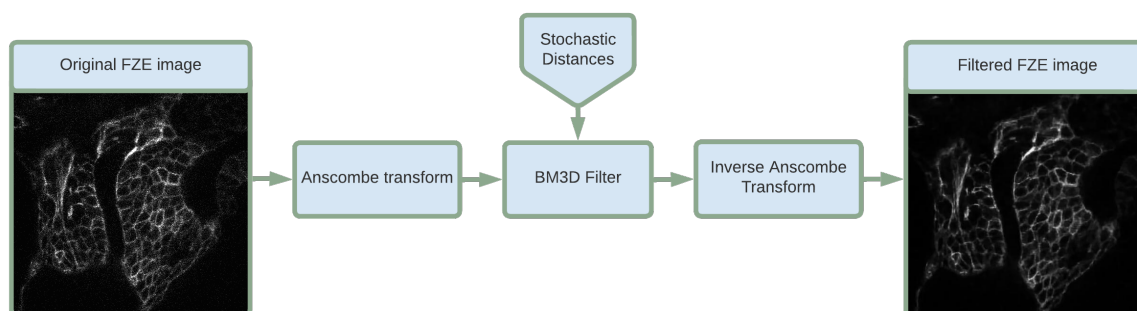 Original FZE image
Anscombe transform
Stochastic
Distances
BM3D Filter
Inverse Anscombe
Transform
Filtered FZE image